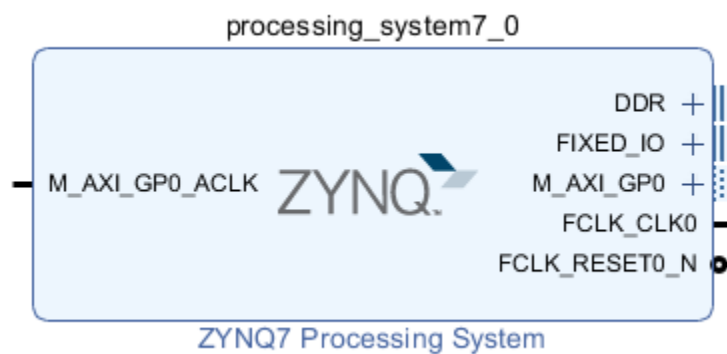 processing_system7_0
DDR
FIXED_IO
M_AXI_GP0_ACLK
ZYNQ
M_AXI_GP0
FCLK_CLK0
FCLK_RESET0_N
ZYNQ7 Processing System